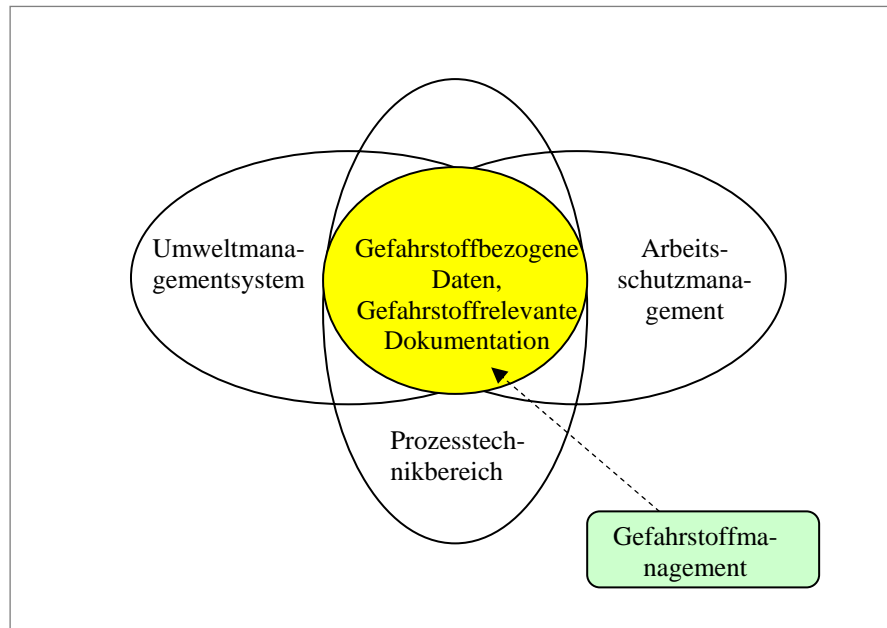 Umweltmana-
gementsystem
Gefahrstoffbezogene
Daten,
Gefahrstoffrelevante
Dokumentation
Arbeits-
schutzmana-
gement
Prozesstech-
nikbereich
Gefahrstoffma-
nagement